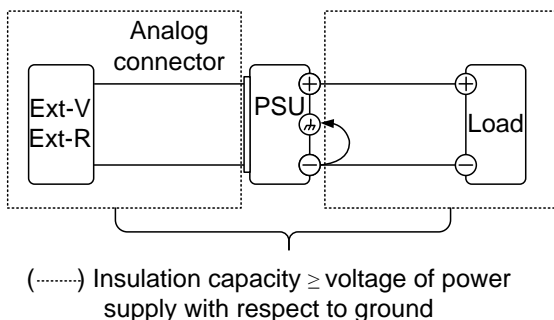 Analog
connector
Ext-V
Ext-R
PSU
Load
+
−
+
−
(--------) Insulation capacity ≥ voltage of power
supply with respect to ground